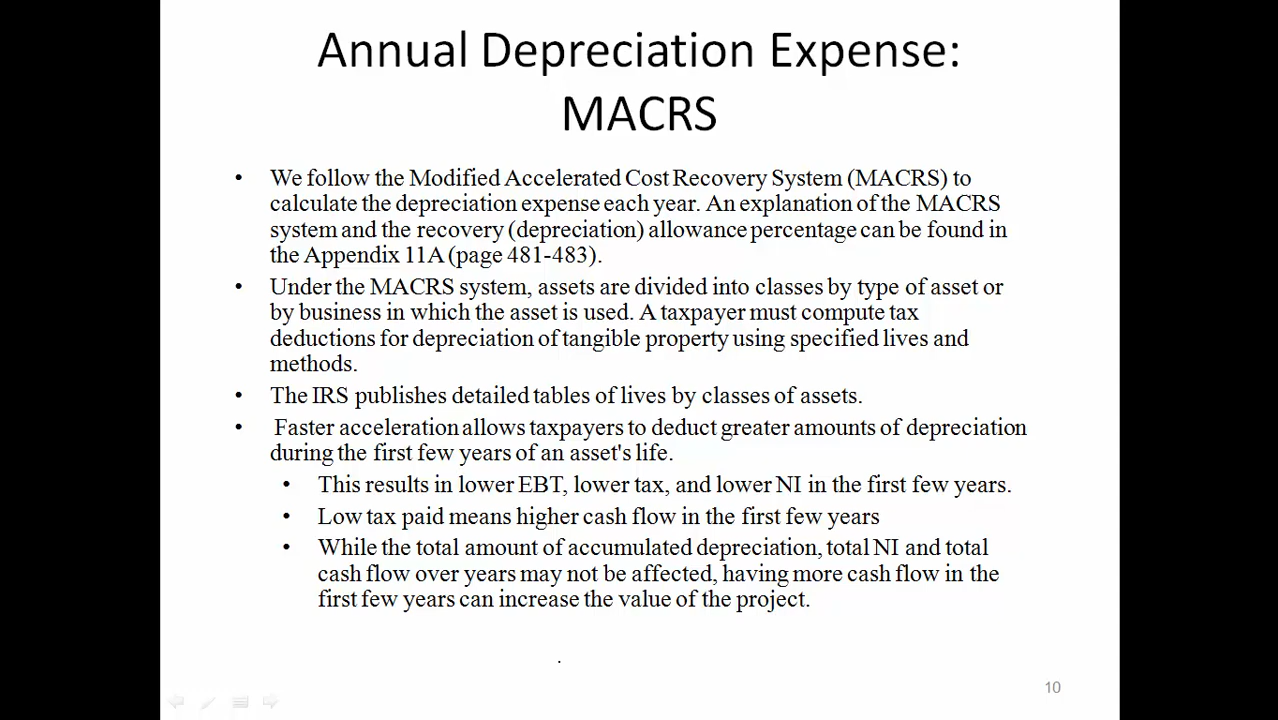 Annual Depreciation Expense:
MACRS
• We follow the Modified Accelerated Cost Recovery System (MACRS) to
calculate the depreciation expense each year. An explanation of the MACRS
system and the recovery (depreciation) allowance percentage can be found in
the Appendix 11A (page 481-483).
• Under the MACRS system, assets are divided into classes by type of asset or
by business in which the asset is used. A taxpayer must compute tax
deductions for depreciation of tangible property using specified lives and
methods.
• The IRS publishes detailed tables of lives by classes of assets.
• Faster acceleration allows taxpayers to deduct greater amounts of depreciation
during the first few years of an asset's life.
• This results in lower EBT, lower tax, and lower NI in the first few years.
• Low tax paid means higher cash flow in the first few years
• While the total amount of accumulated depreciation, total NI and total
cash flow over years may not be affected, having more cash flow in the
first few years can increase the value of the project.
.
10